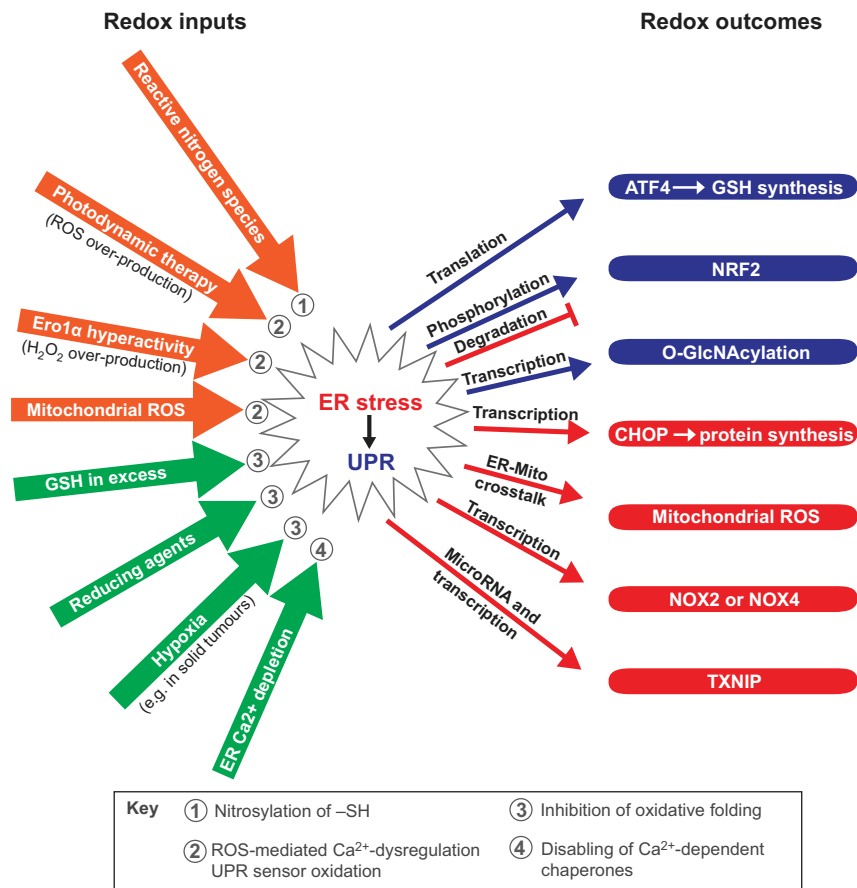 Redox inputs
Redox outcomes
Reactive nitrogen species
Photodynamic therapy
(ROS over-production)
Ero1α hyperactivity
(H₂O₂ over-production)
Mitochondrial ROS
GSH in excess
Reducing agents
Hypoxia
(e.g. in solid tumours)
ER Ca2+ depletion
1
2
2
2
3
3
3
4
ER stress
UPR
Translation
Phosphorylation
Degradation
Transcription
Transcription
ER-Mito
crosstalk
Transcription
MicroRNA and
transcription
ATF4 → GSH synthesis
NRF2
O-GlcNAcylation
CHOP → protein synthesis
Mitochondrial ROS
NOX2 or NOX4
TXNIP
Key
1 Nitrosylation of –SH
2 ROS-mediated Ca²⁺-dysregulation
UPR sensor oxidation
3 Inhibition of oxidative folding
4 Disabling of Ca²⁺-dependent
chaperones